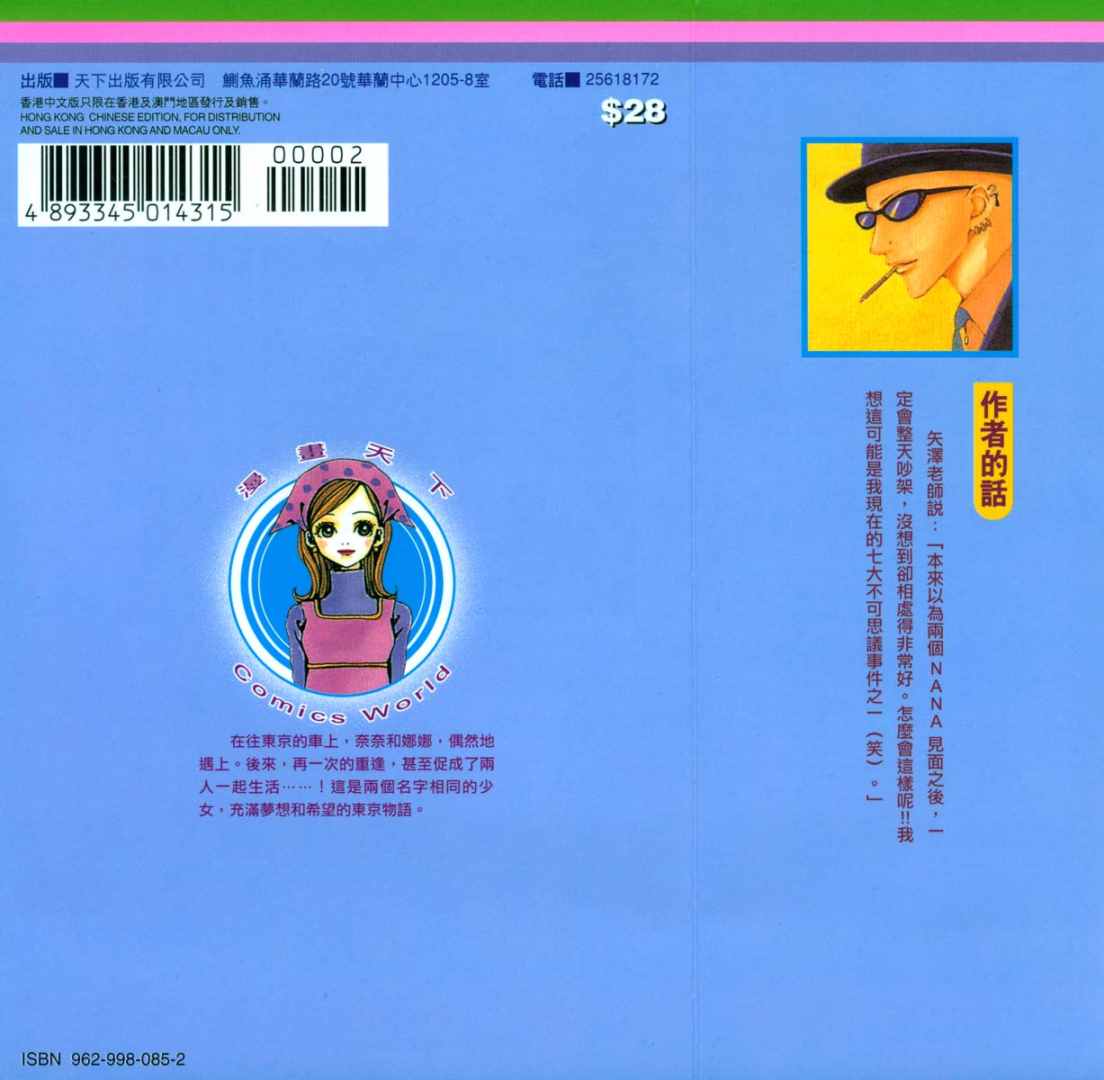 出版■ 天下出版有限公司 鰂魚涌華蘭路20號華蘭中心1205-8室 電話■ 25618172
香港中文版只限在香港及澳門地區發行及銷售。
HONG KONG CHINESE EDITION, FOR DISTRIBUTION
AND SALE IN HONG KONG AND MACAU ONLY.
$28
00002
4 893345 014315
作者的話
矢澤老師說：「本來以為兩個NANA見面之後，一
定會整天吵架，沒想到卻相處得非常好。怎麼會這樣呢!!我
想這可能是我現在的七大不可思議事件之一（笑）。」
漫畫天下
Comics World
在往東京的車上，奈奈和娜娜，偶然地
遇上。後來，再一次的重逢，甚至促成了兩
人一起生活……！這是兩個名字相同的少
女，充滿夢想和希望的東京物語。
ISBN 962-998-085-2